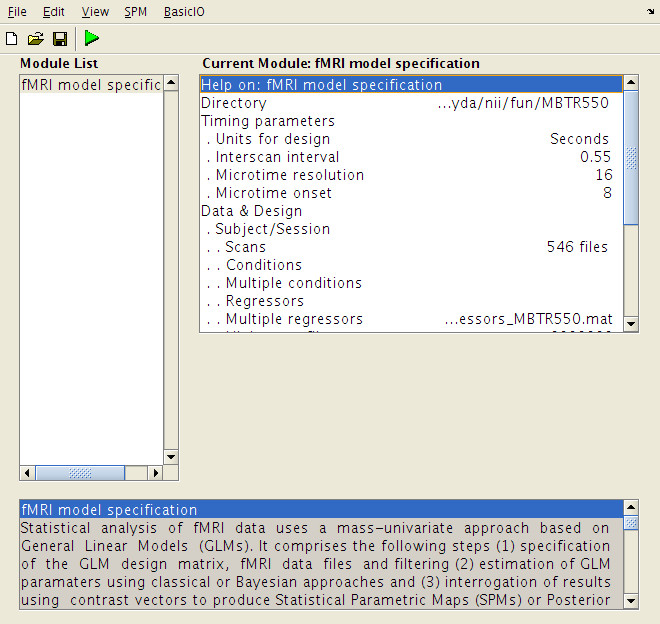 File Edit View SPM BasicIO
Module List
Current Module: fMRI model specification
fMRI model specific
Help on: fMRI model specification
Directory ...yda/nii/fun/MBTR550
Timing parameters
. Units for design Seconds
. Interscan interval 0.55
. Microtime resolution 16
. Microtime onset 8
Data & Design
. Subject/Session
. . Scans 546 files
. . Conditions
. . Multiple conditions
. . Regressors
. . Multiple regressors ...essors_MBTR550.mat
fMRI model specification
Statistical analysis of fMRI data uses a mass-univariate approach based on
General Linear Models (GLMs). It comprises the following steps (1) specification
of the GLM design matrix, fMRI data files and filtering (2) estimation of GLM
paramaters using classical or Bayesian approaches and (3) interrogation of results
using contrast vectors to produce Statistical Parametric Maps (SPMs) or Posterior